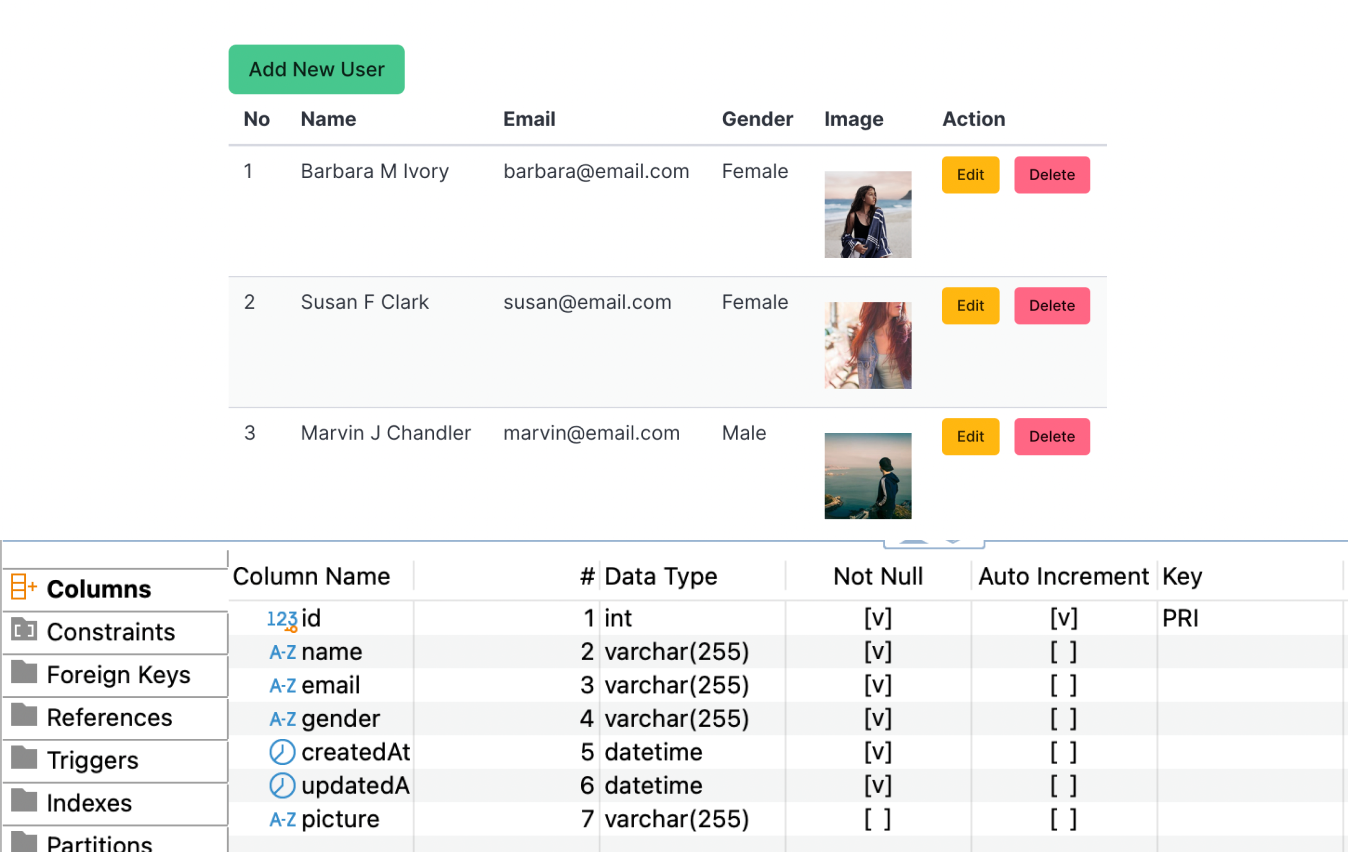 Add New User
No Name Email Gender Image Action
1 Barbara M Ivory barbara@email.com Female Edit Delete
2 Susan F Clark susan@email.com Female Edit Delete
3 Marvin J Chandler marvin@email.com Male Edit Delete
Columns
Constraints
Foreign Keys
References
Triggers
Indexes
Partitions
Column Name # Data Type Not Null Auto Increment Key
123 id 1 int [v] [v] PRI
A-Z name 2 varchar(255) [v] [ ]
A-Z email 3 varchar(255) [v] [ ]
A-Z gender 4 varchar(255) [v] [ ]
createdAt 5 datetime [v] [ ]
updatedA 6 datetime [v] [ ]
A-Z picture 7 varchar(255) [ ] [ ]